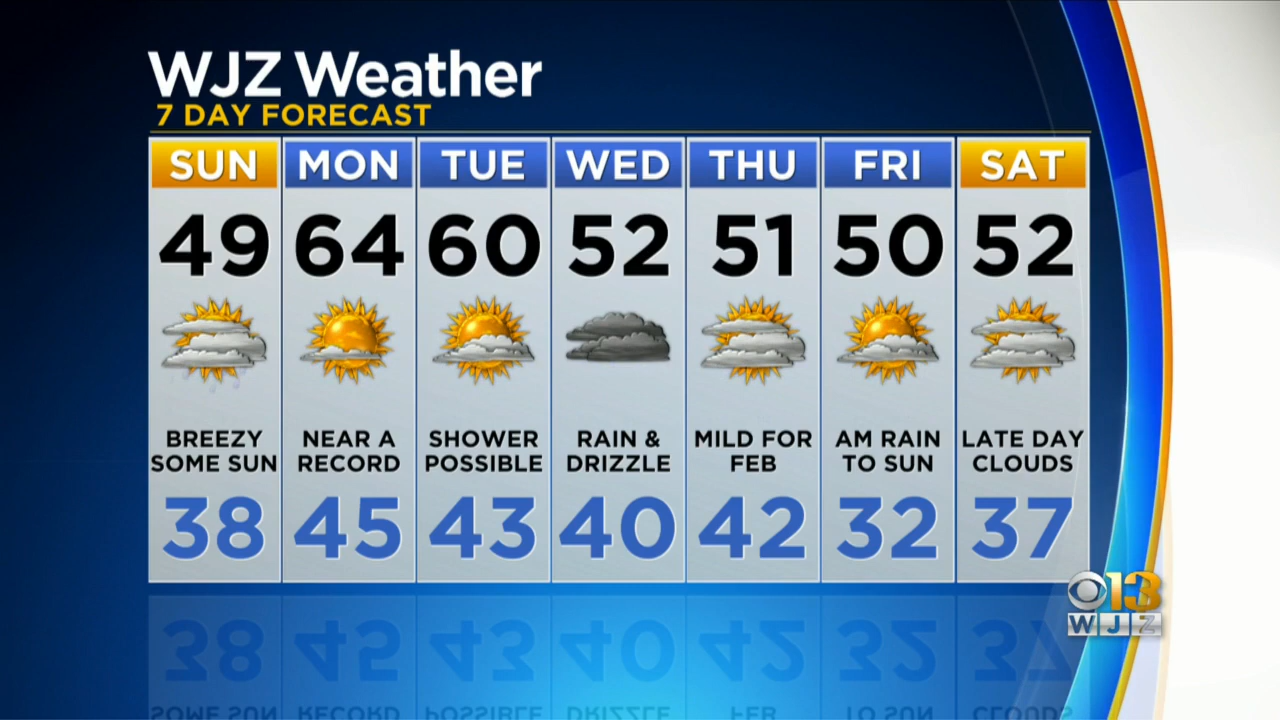 WJZ Weather
7 DAY FORECAST
SUN MON TUE WED THU FRI SAT
49 64 60 52 51 50 52
BREEZY NEAR A SHOWER RAIN & MILD FOR AM RAIN LATE DAY
SOME SUN RECORD POSSIBLE DRIZZLE FEB TO SUN CLOUDS
38 45 43 40 42 32 37
13
WJZ